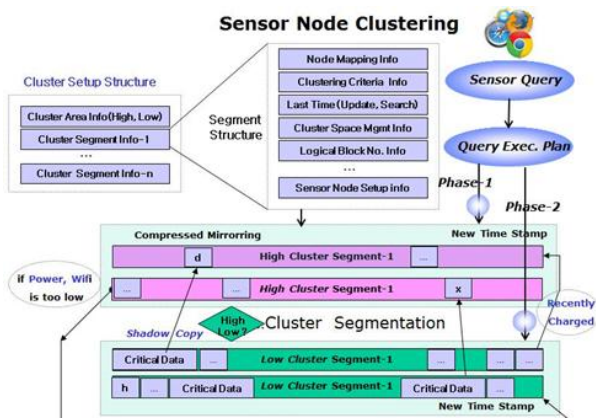 Sensor Node Clustering
Cluster Setup Structure
Cluster Area Info(High, Low)
Cluster Segment Info-1
...
Cluster Segment Info-n
Segment
Structure
Node Mapping Info
Clustering Criteria Info
Last Time (Update, Search)
Cluster Space Mgmt Info
Logical Block No. Info
...
Sensor Node Setup info
Sensor Query
Query Exec. Plan
Phase-1
Phase-2
Compressed Mirrorring
New Time Stamp
d
High Cluster Segment-1
...
... ... High Cluster Segment-1 x
if Power, Wifi
is too low
Recently
Charged
Shadow Copy
High
Low?
.Cluster Segmentation
Critical Data ... Low Cluster Segment-1 ... ... ...
h ... Critical Data Low Cluster Segment-1 Critical Data ...
New Time Stamp